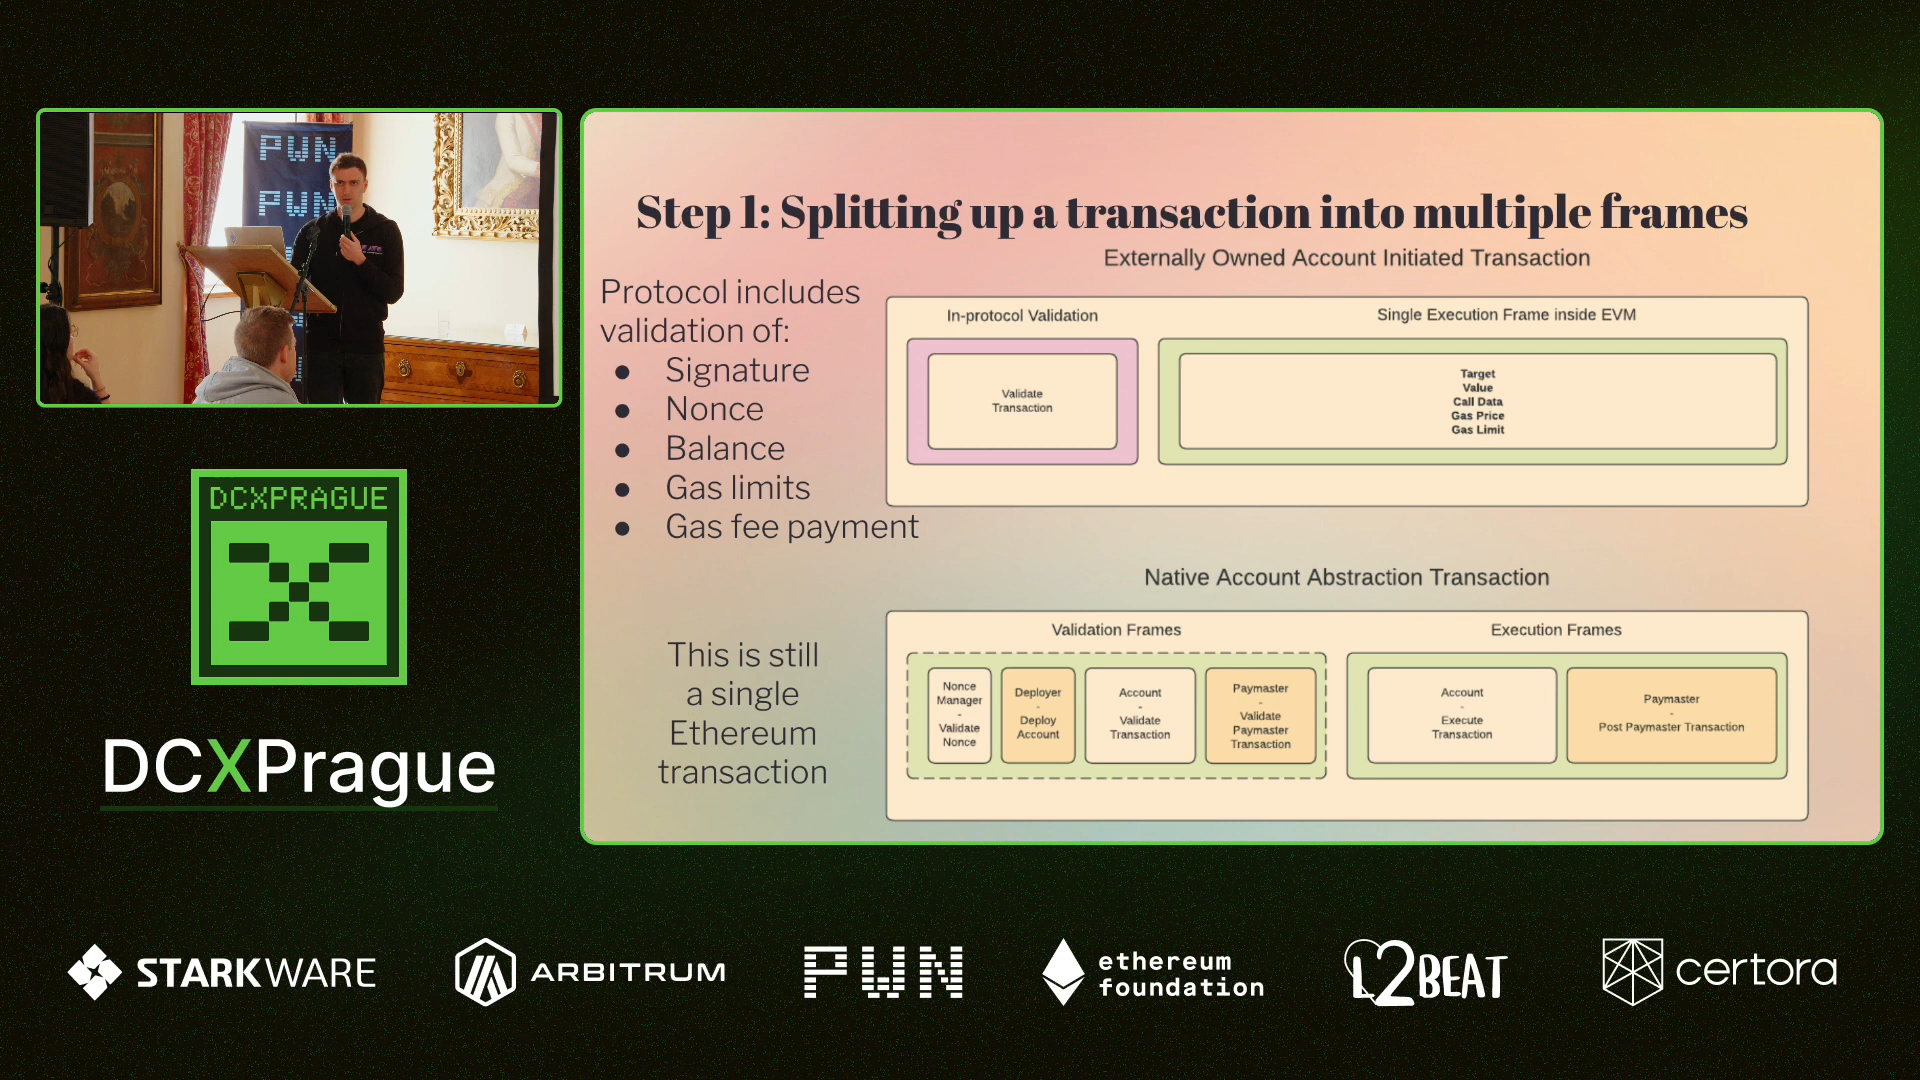 PWN
PWN
DCXPRAGUE
DCXPrague
Step 1: Splitting up a transaction into multiple frames
Protocol includes
validation of:
● Signature
● Nonce
● Balance
● Gas limits
● Gas fee payment
Externally Owned Account Initiated Transaction
In-protocol Validation
Validate
Transaction
Single Execution Frame inside EVM
Target
Value
Call Data
Gas Price
Gas Limit
This is still
a single
Ethereum
transaction
Native Account Abstraction Transaction
Validation Frames
Nonce
Manager
-
Validate
Nonce
Deployer
-
Deploy
Account
Account
-
Validate
Transaction
Paymaster
-
Validate
Paymaster
Transaction
Execution Frames
Account
-
Execute
Transaction
Paymaster
-
Post Paymaster Transaction
STARKWARE
ARBITRUM
PWN
ethereum
foundation
L2BEAT
certora